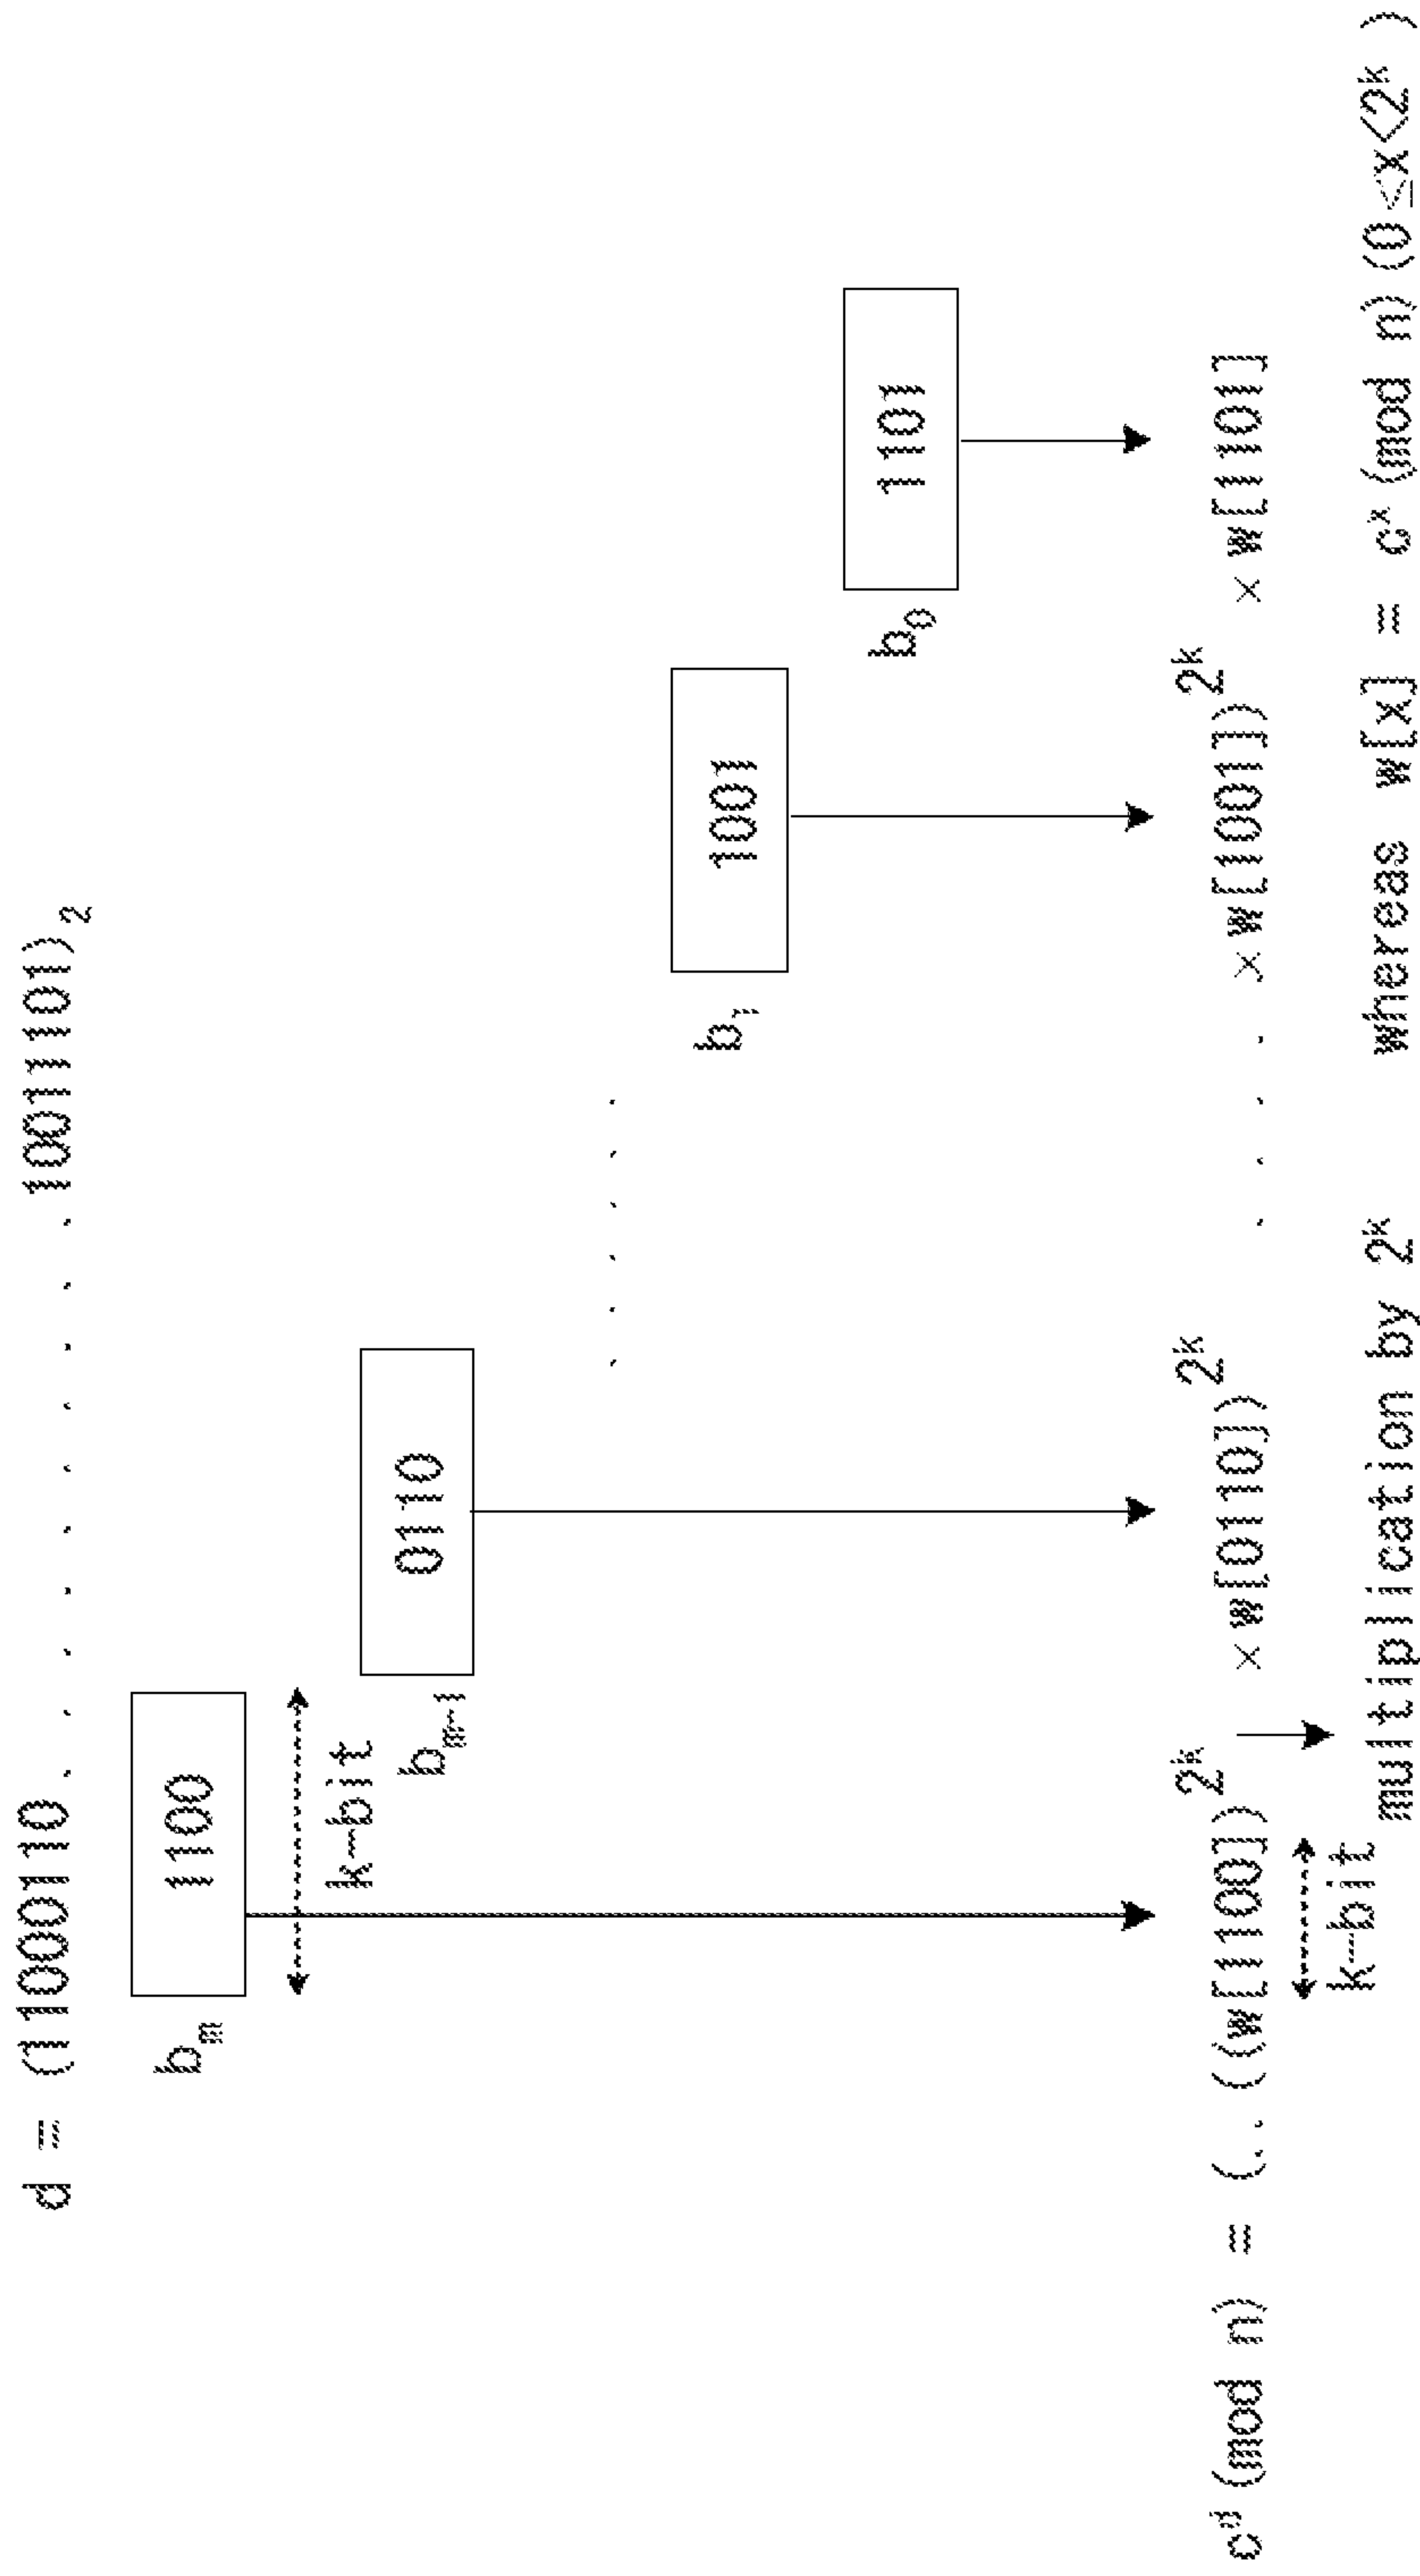 d = (11000110 . . . . . . . . . . 10011101)₂
bₘ 1100
k-bit
bₘ₋₁ 0110
. . . . . .
b₁ 1001
b₀ 1101
cᵈ (mod n) = (. . ((w[1100])²ᵏ × w[0110])²ᵏ . . . . × w[1001])²ᵏ × w[1101]
k-bit
multiplication by 2ᵏ
whereas w[x] = cˣ (mod n) (0≤x<2ᵏ )